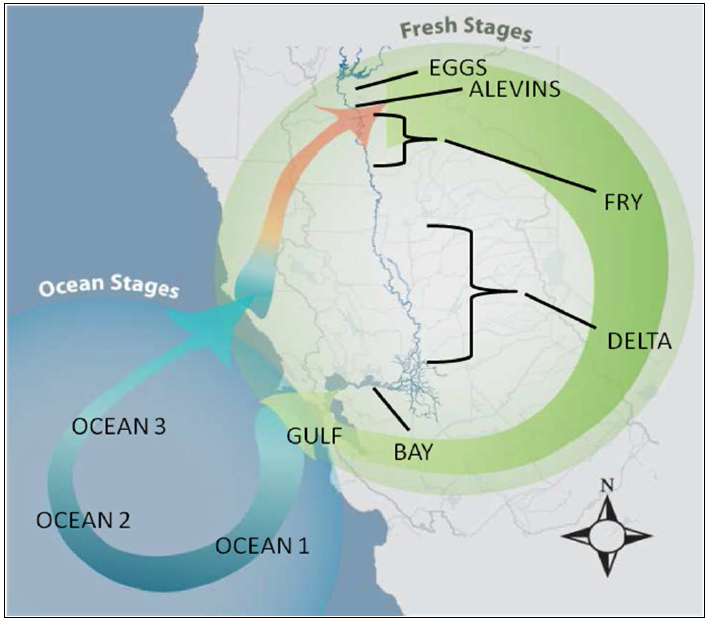 Fresh Stages
EGGS
ALEVINS
FRY
Ocean Stages
DELTA
OCEAN 3
GULF
BAY
N
OCEAN 2
OCEAN 1